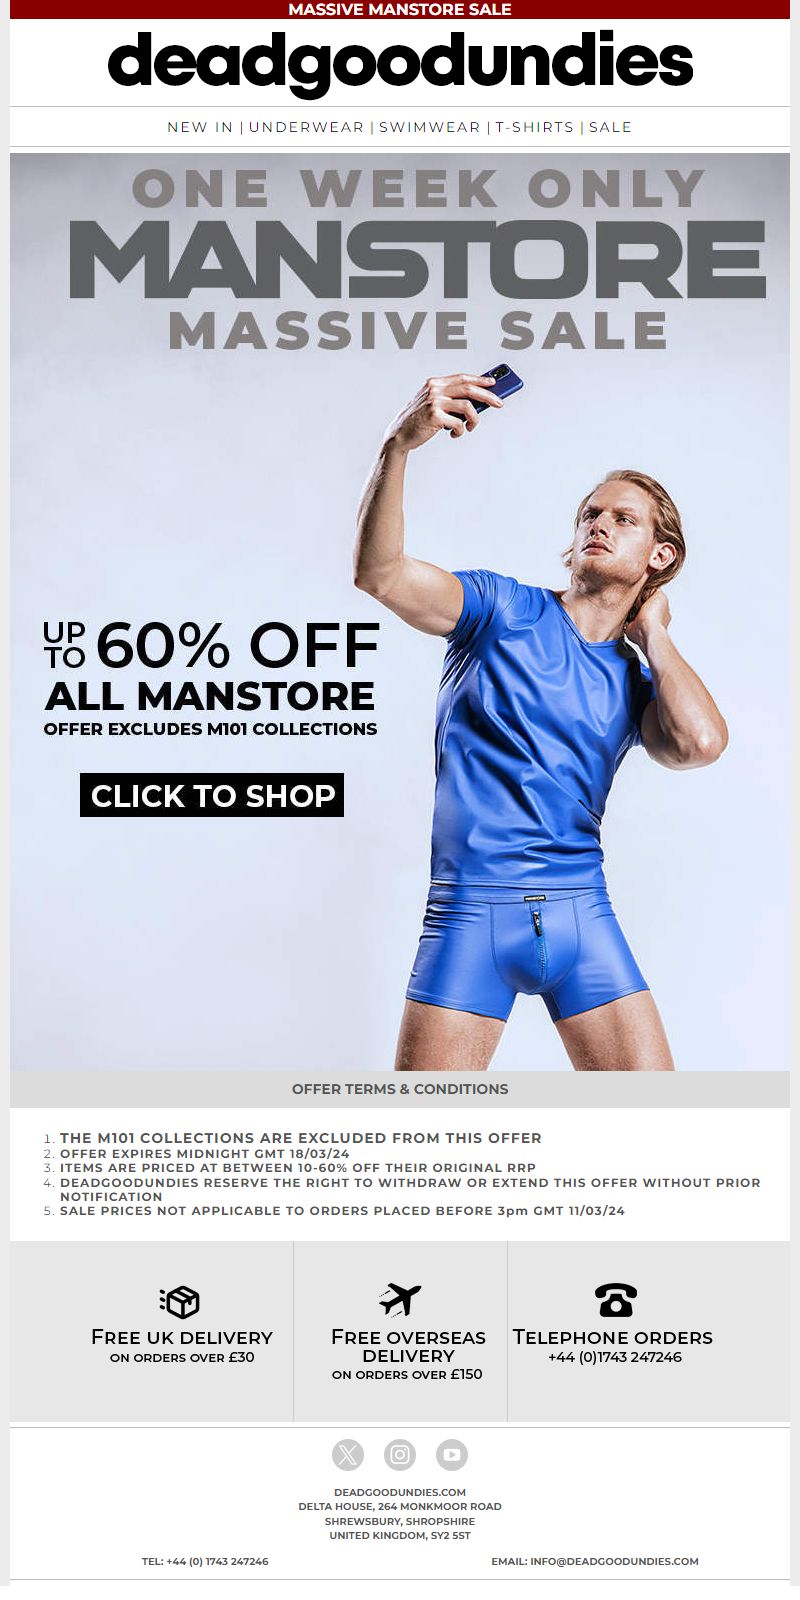 MASSIVE MANSTORE SALE
deadgoodundies
NEW IN | UNDERWEAR | SWIMWEAR | T-SHIRTS | SALE
ONE WEEK ONLY
MANSTORE
MASSIVE SALE
UP TO 60% OFF
ALL MANSTORE
OFFER EXCLUDES M101 COLLECTIONS
CLICK TO SHOP
OFFER TERMS & CONDITIONS
1. THE M101 COLLECTIONS ARE EXCLUDED FROM THIS OFFER
2. OFFER EXPIRES MIDNIGHT GMT 18/03/24
3. ITEMS ARE PRICED AT BETWEEN 10-60% OFF THEIR ORIGINAL RRP
4. DEADGOODUNDIES RESERVE THE RIGHT TO WITHDRAW OR EXTEND THIS OFFER WITHOUT PRIOR
NOTIFICATION
5. SALE PRICES NOT APPLICABLE TO ORDERS PLACED BEFORE 3pm GMT 11/03/24
FREE UK DELIVERY
ON ORDERS OVER £30
FREE OVERSEAS
DELIVERY
ON ORDERS OVER £150
TELEPHONE ORDERS
+44 (0)1743 247246
DEADGOODUNDIES.COM
DELTA HOUSE, 264 MONKMOOR ROAD
SHREWSBURY, SHROPSHIRE
UNITED KINGDOM, SY2 5ST
TEL: +44 (0) 1743 247246
EMAIL: INFO@DEADGOODUNDIES.COM